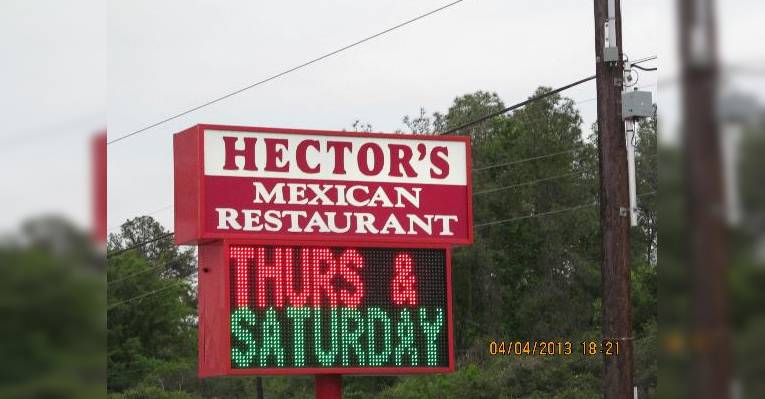 HECTOR'S
MEXICAN
RESTAURANT
THURS &
SATURDAY
04/04/2013 18:21